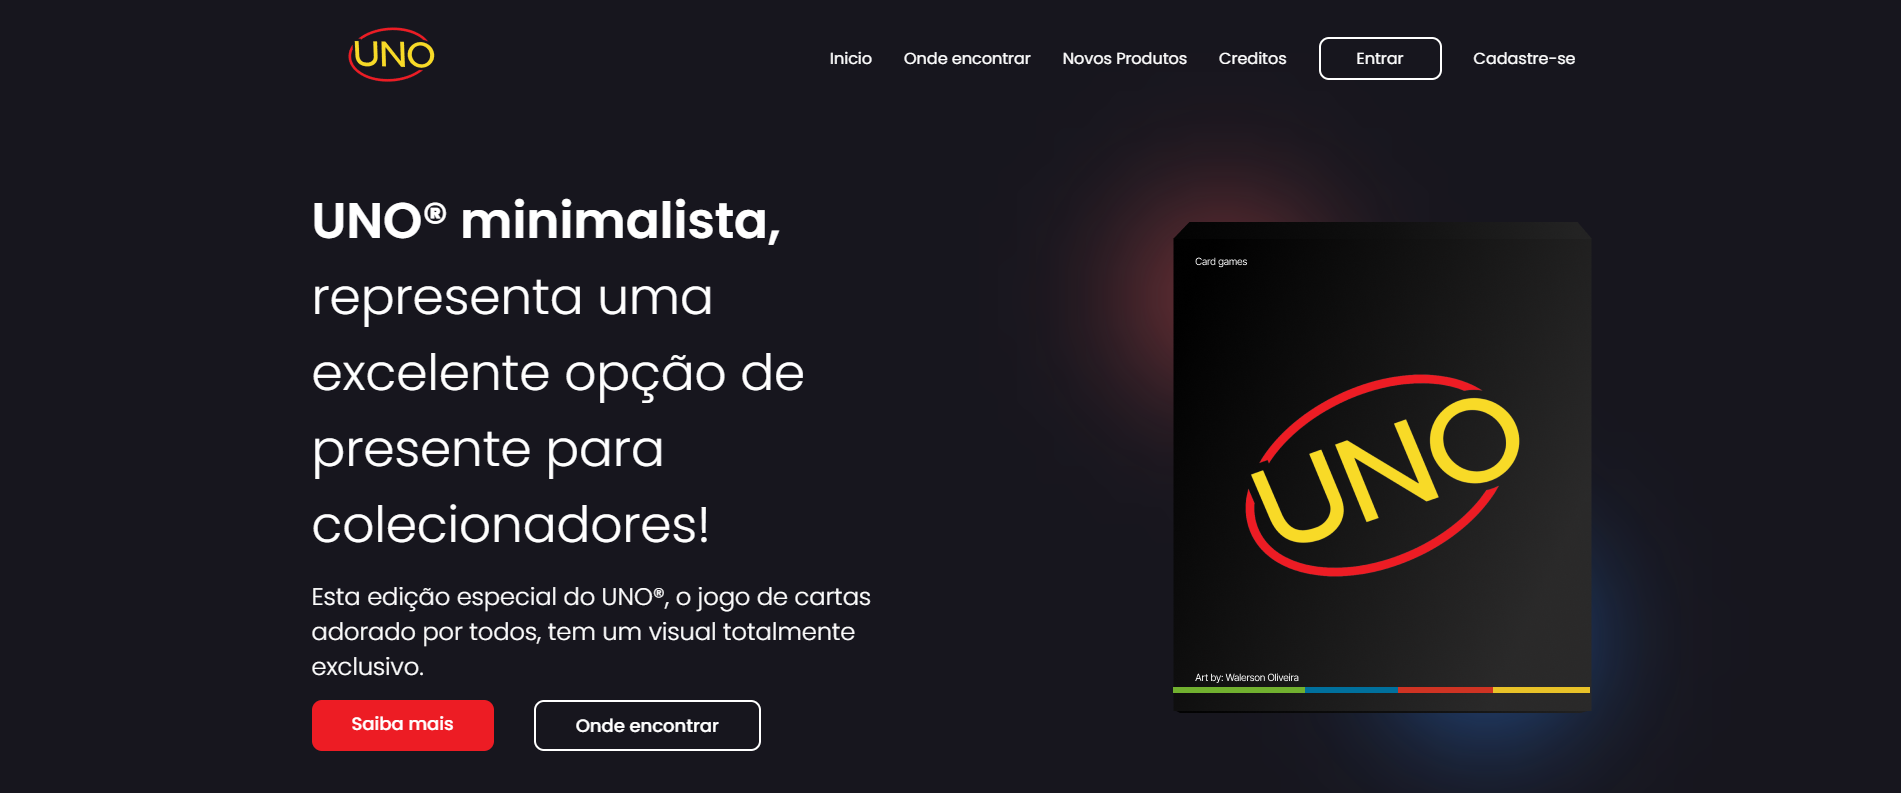 UNO
Inicio
Onde encontrar
Novos Produtos
Creditos
Entrar
Cadastre-se
UNO® minimalista,
representa uma
excelente opção de
presente para
colecionadores!
Esta edição especial do UNO®, o jogo de cartas
adorado por todos, tem um visual totalmente
exclusivo.
Saiba mais
Onde encontrar
Card games
UNO
Art by: Walerson Oliveira